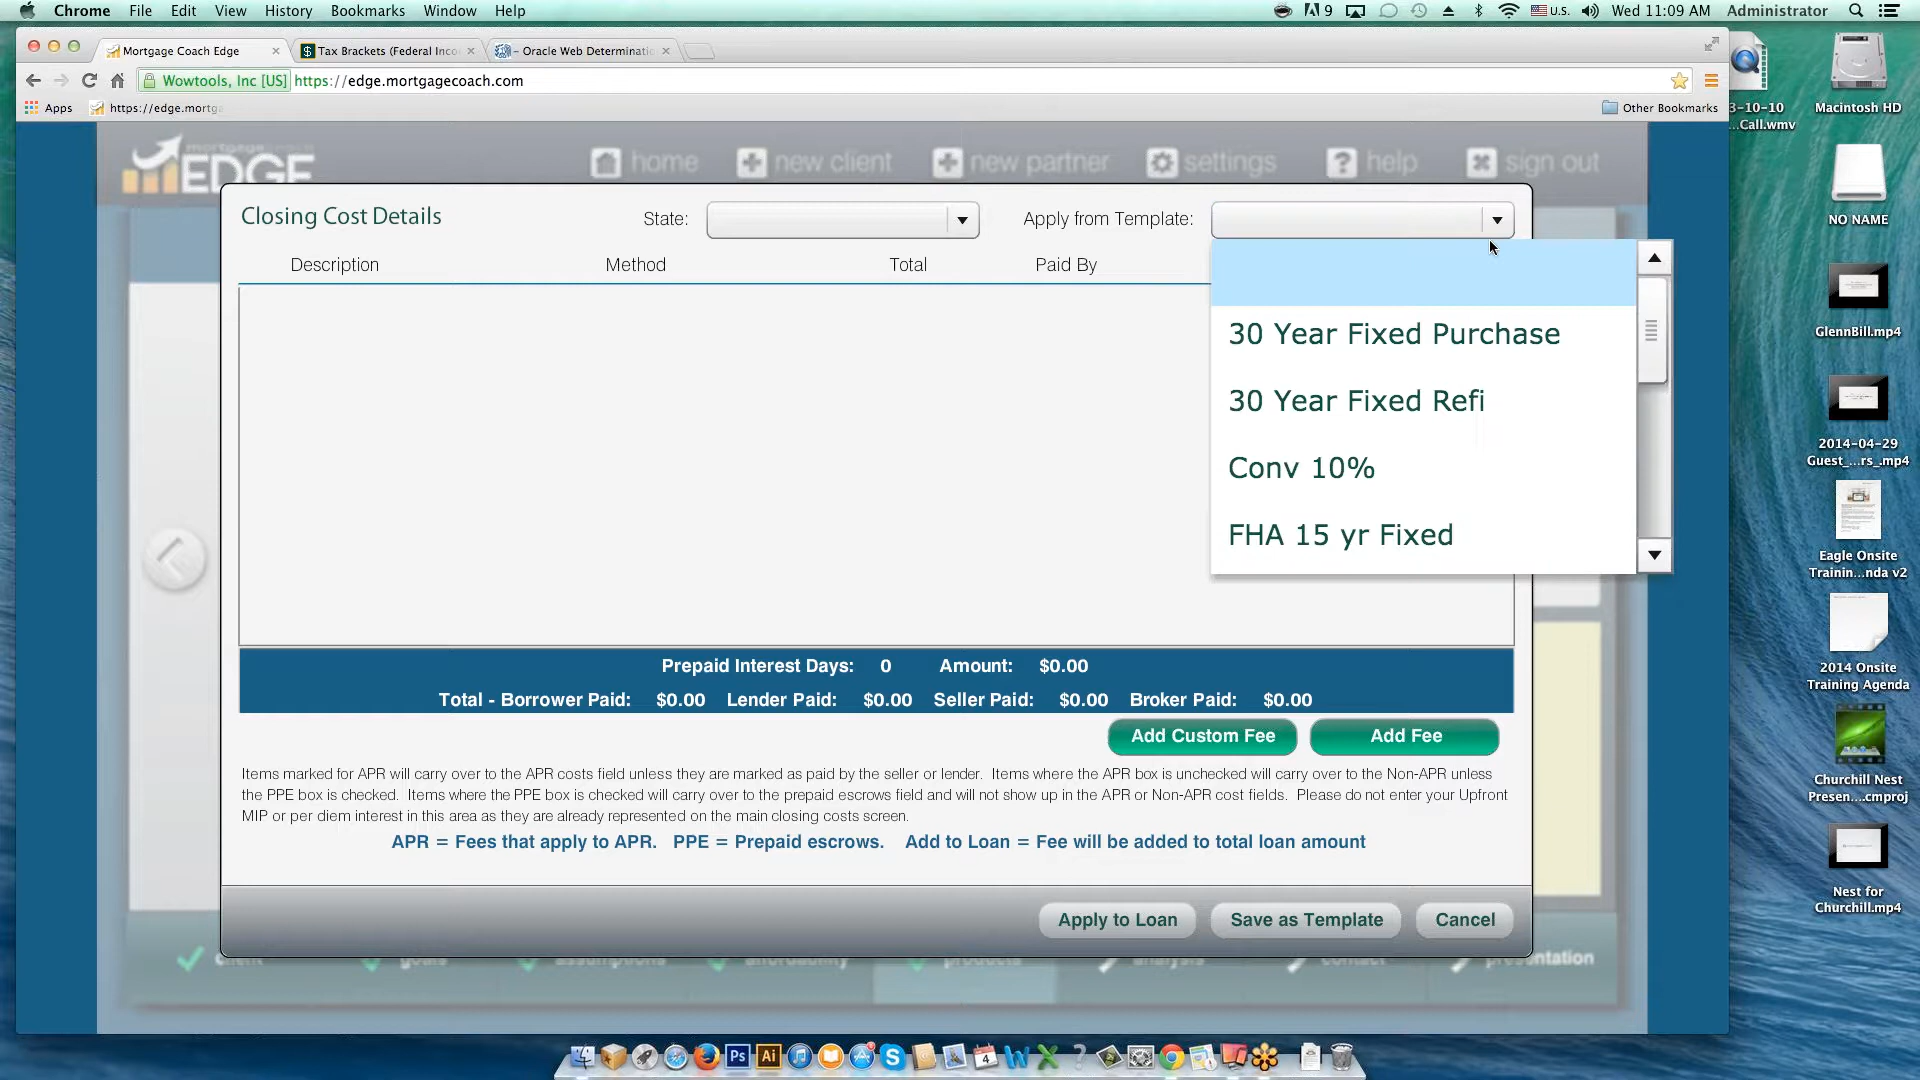 Chrome File Edit View History Bookmarks Window Help 9 U.S. Wed 11:09 AM Administrator
Mortgage Coach Edge Tax Brackets (Federal Inco – Oracle Web Determinati
Wowtools, Inc [US] https://edge.mortgagecoach.com
Apps https://edge.mortga Other Bookmarks
EDGE home new client new partner settings help sign out
Closing Cost Details State: Apply from Template:
Description Method Total Paid By
30 Year Fixed Purchase
30 Year Fixed Refi
Conv 10%
FHA 15 yr Fixed
Prepaid Interest Days: 0 Amount: $0.00
Total - Borrower Paid: $0.00 Lender Paid: $0.00 Seller Paid: $0.00 Broker Paid: $0.00
Add Custom Fee Add Fee
Items marked for APR will carry over to the APR costs field unless they are marked as paid by the seller or lender. Items where the APR box is unchecked will carry over to the Non-APR unless
the PPE box is checked. Items where the PPE box is checked will carry over to the prepaid escrows field and will not show up in the APR or Non-APR cost fields. Please do not enter your Upfront
MIP or per diem interest in this area as they are already represented on the main closing costs screen.
APR = Fees that apply to APR. PPE = Prepaid escrows. Add to Loan = Fee will be added to total loan amount
Apply to Loan Save as Template Cancel
presentation
3-10-10
...Call.wmv
Macintosh HD
NO NAME
GlennBill.mp4
2014-04-29
Guest_...rs_.mp4
Eagle Onsite
Trainin...nda v2
2014 Onsite
Training Agenda
Churchill Nest
Presen....cmproj
Nest for
Churchill.mp4
Ps Ai S 4 W X ?